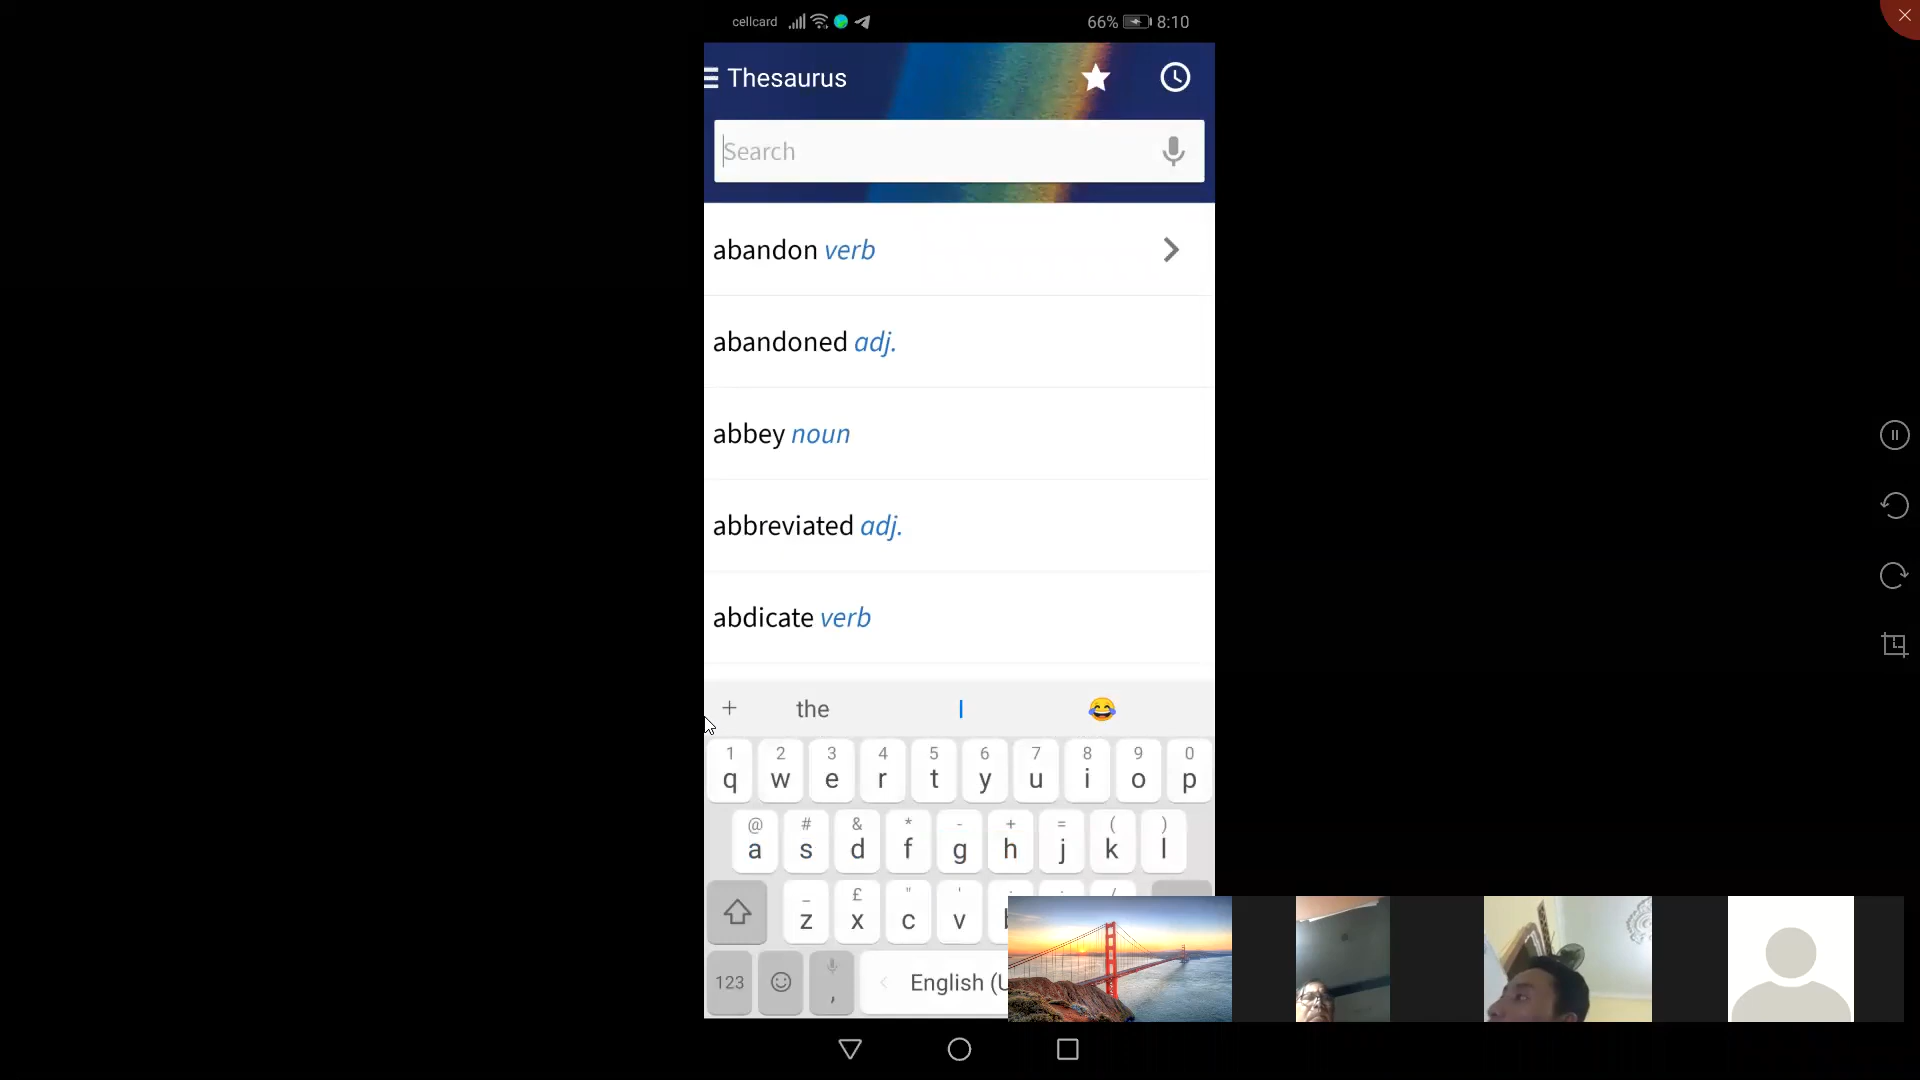 cellcard 66% 8:10
Thesaurus
Search
abandon verb
abandoned adj.
abbey noun
abbreviated adj.
abdicate verb
+ the I 😂
1 2 3 4 5 6 7 8 9 0
q w e r t y u i o p
@ # & * - + = ( )
a s d f g h j k l
_ £ " '
z x c v
123 , English (U